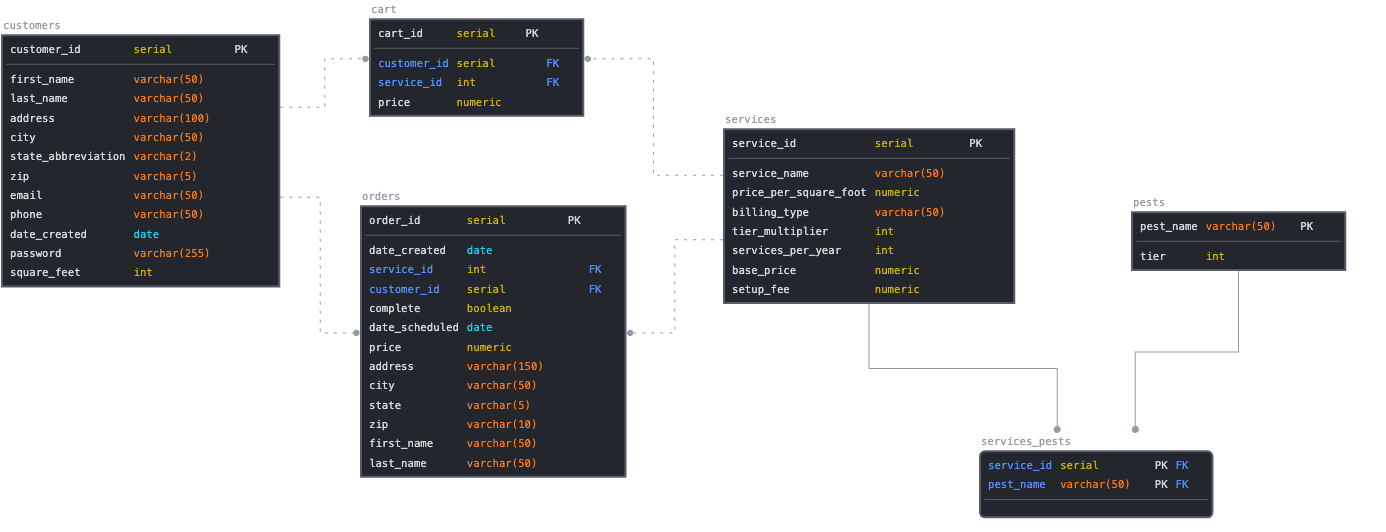 customers
customer_id serial PK
first_name varchar(50)
last_name varchar(50)
address varchar(100)
city varchar(50)
state_abbreviation varchar(2)
zip varchar(5)
email varchar(50)
phone varchar(50)
date_created date
password varchar(255)
square_feet int
cart
cart_id serial PK
customer_id serial FK
service_id int FK
price numeric
orders
order_id serial PK
date_created date
service_id int FK
customer_id serial FK
complete boolean
date_scheduled date
price numeric
address varchar(150)
city varchar(50)
state varchar(5)
zip varchar(10)
first_name varchar(50)
last_name varchar(50)
services
service_id serial PK
service_name varchar(50)
price_per_square_foot numeric
billing_type varchar(50)
tier_multiplier int
services_per_year int
base_price numeric
setup_fee numeric
pests
pest_name varchar(50) PK
tier int
services_pests
service_id serial PK FK
pest_name varchar(50) PK FK